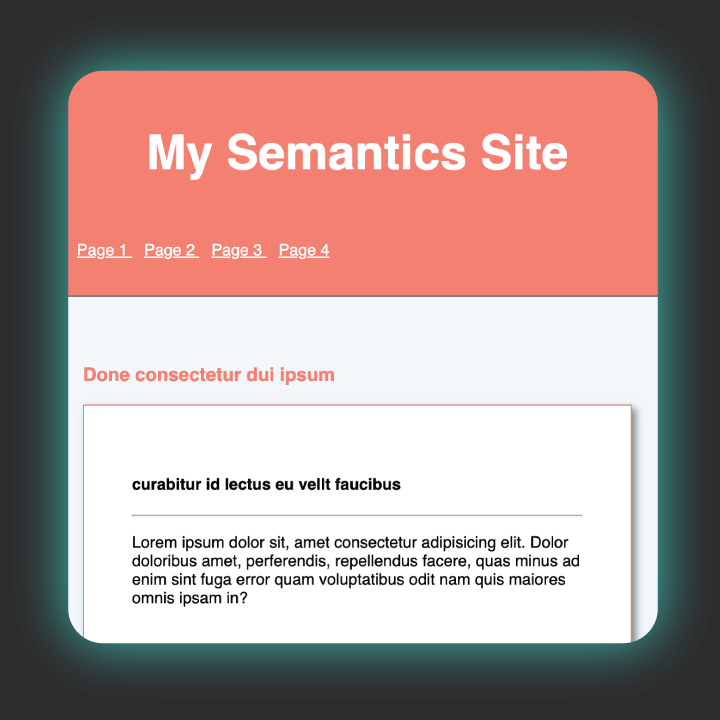 My Semantics Site
Page 1 Page 2 Page 3 Page 4
Done consectetur dui ipsum
curabitur id lectus eu vellt faucibus
Lorem ipsum dolor sit, amet consectetur adipisicing elit. Dolor
doloribus amet, perferendis, repellendus facere, quas minus ad
enim sint fuga error quam voluptatibus odit nam quis maiores
omnis ipsam in?